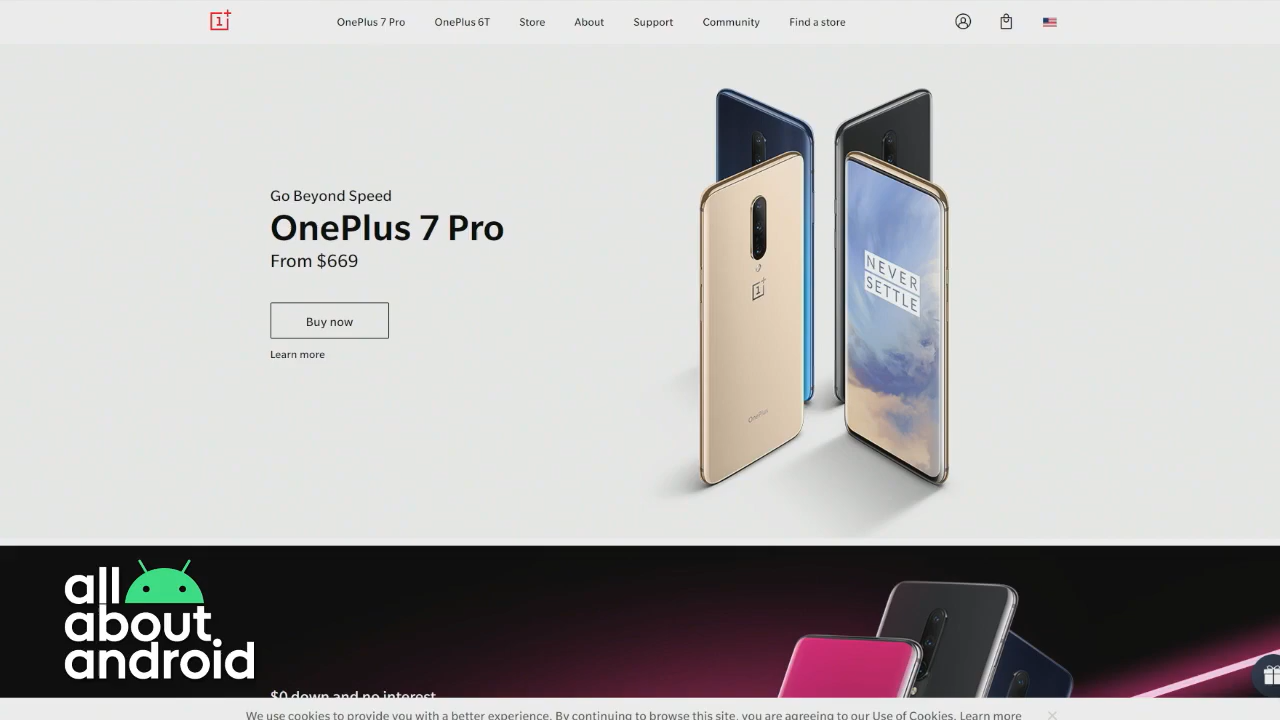 OnePlus 7 Pro
OnePlus 6T
Store
About
Support
Community
Find a store
Go Beyond Speed
OnePlus 7 Pro
From $669
Buy now
Learn more
NEVER
SETTLE
OnePlus
all
about
android
$0 down and no interest
We use cookies to provide you with a better experience. By continuing to browse this site, you are agreeing to our Use of Cookies. Learn more